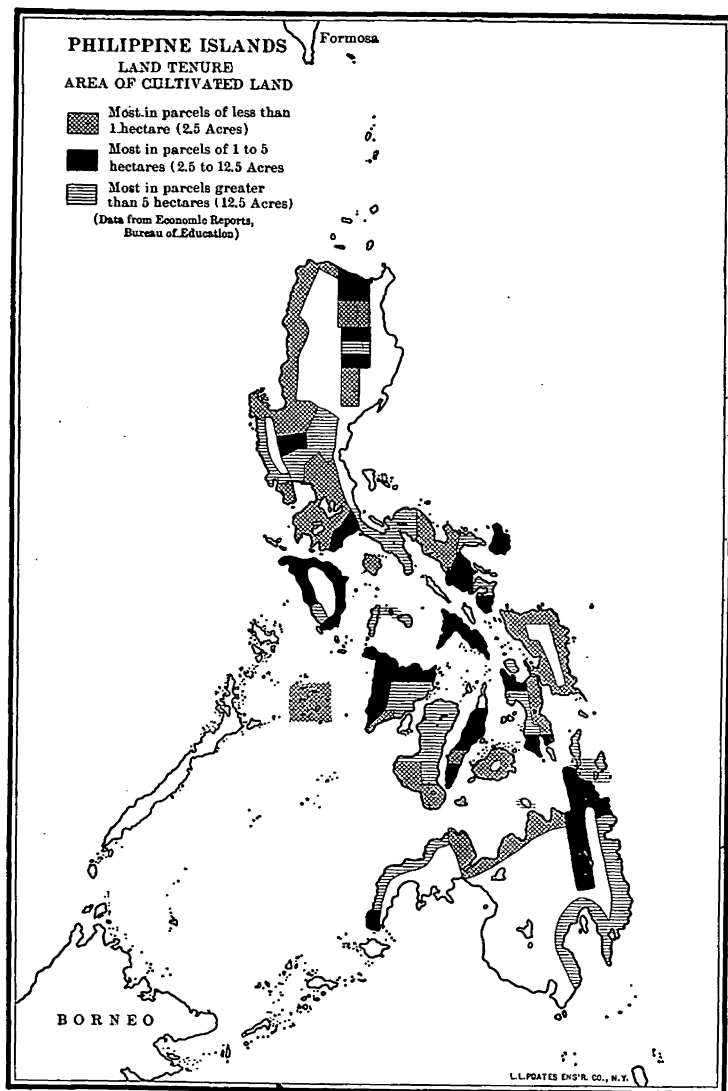 PHILIPPINE ISLANDS
LAND TENURE
AREA OF CULTIVATED LAND
Most in parcels of less than
1 hectare (2.5 Acres)
Most in parcels of 1 to 5
hectares (2.5 to 12.5 Acres
Most in parcels greater
than 5 hectares (12.5 Acres)
(Data from Economic Reports,
Bureau of Education)
Formosa
BORNEO
L.L.POATES ENG'R. CO., N.Y.